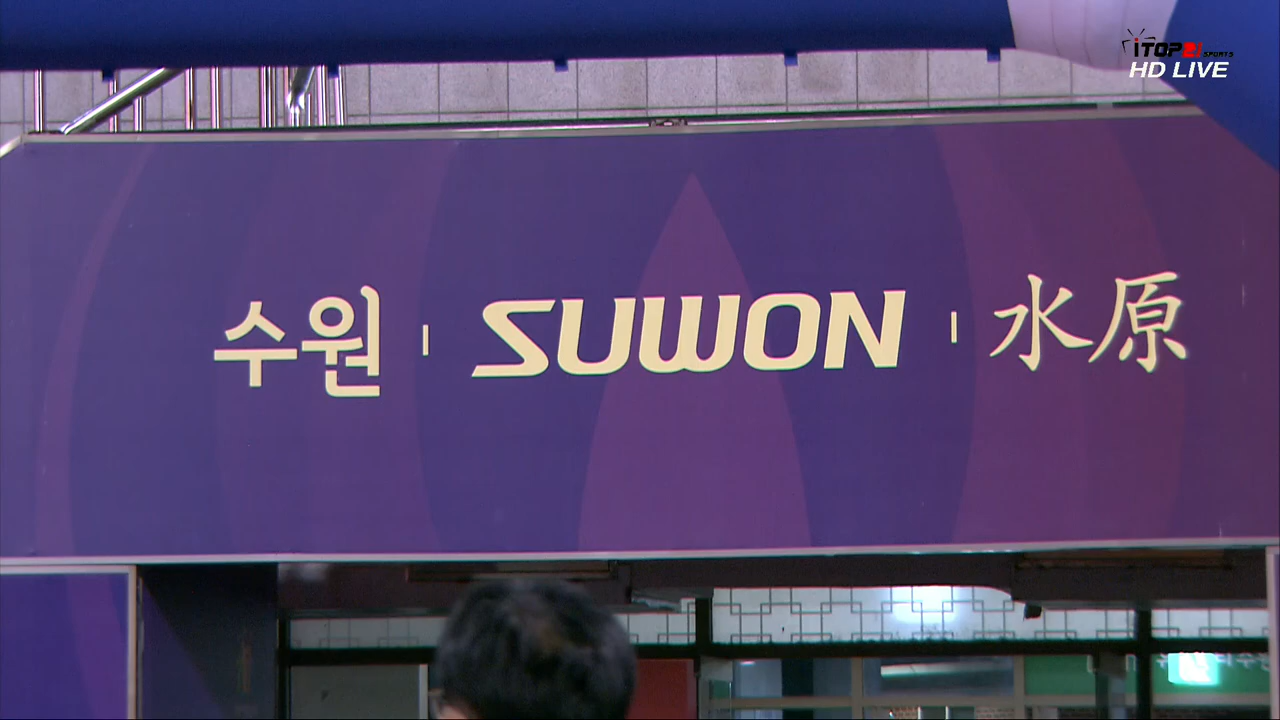 iTOP21 SPORTS
HD LIVE
수원 | SUWON | 水原